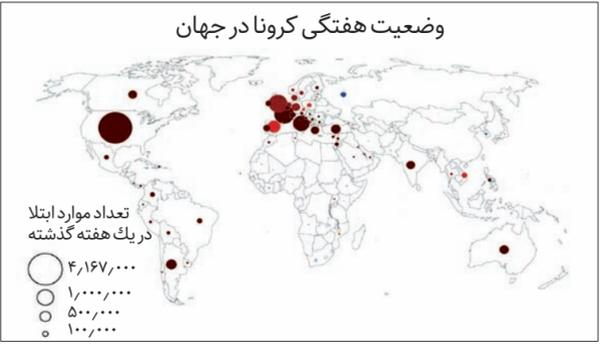 وضعیت هفتگی کرونا در جهان
تعداد موارد ابتلا
در یك هفته گذشته
۴٫۱۶۷٫۰۰۰
۱٫۰۰۰٫۰۰۰
۵۰۰٫۰۰۰
۱۰۰٫۰۰۰